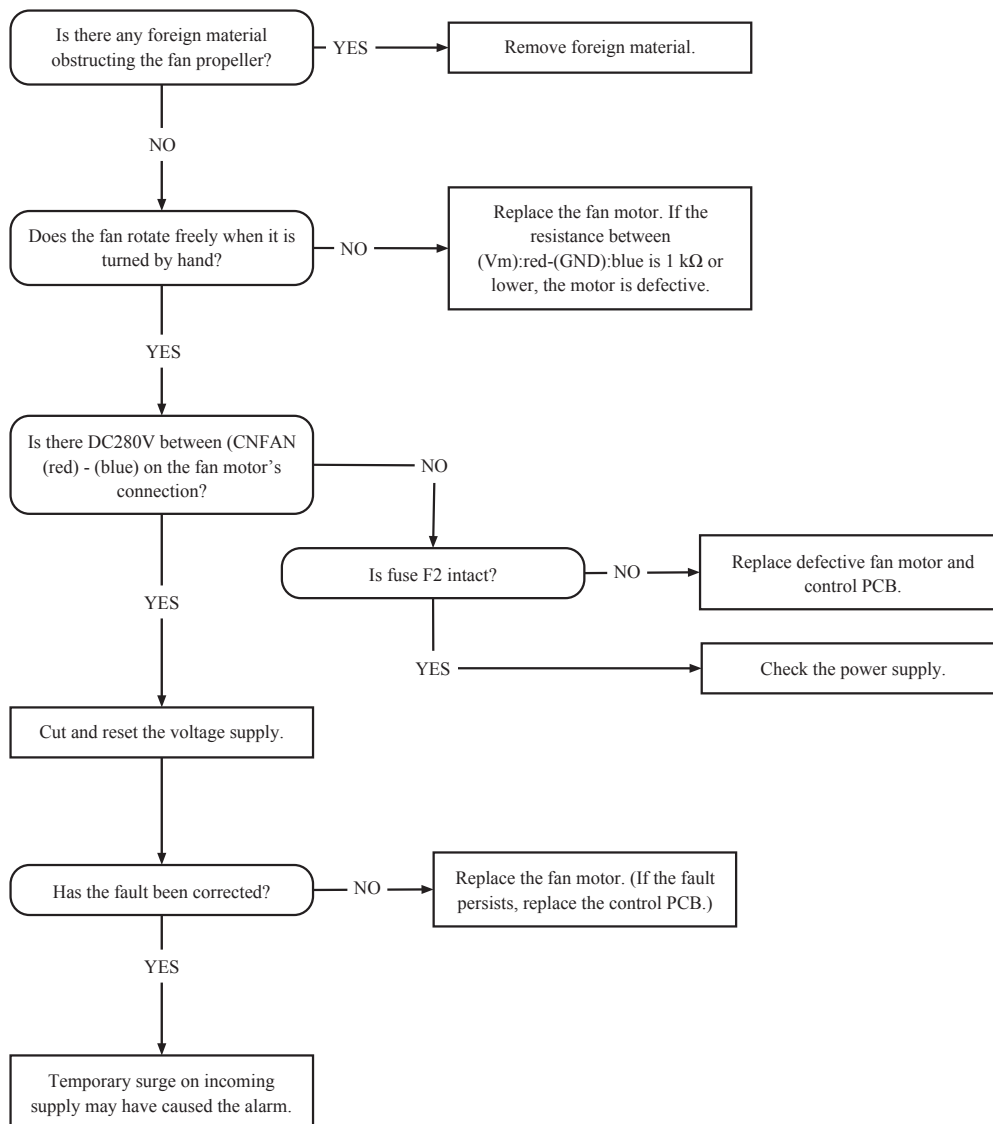 Is there any foreign material
obstructing the fan propeller?
YES
Remove foreign material.
NO
Does the fan rotate freely when it is
turned by hand?
NO
Replace the fan motor. If the
resistance between
(Vm):red-(GND):blue is 1 kΩ or
lower, the motor is defective.
YES
Is there DC280V between (CNFAN
(red) - (blue) on the fan motor’s
connection?
NO
Is fuse F2 intact?
NO
Replace defective fan motor and
control PCB.
YES
YES
Check the power supply.
Cut and reset the voltage supply.
Has the fault been corrected?
NO
Replace the fan motor. (If the fault
persists, replace the control PCB.)
YES
Temporary surge on incoming
supply may have caused the alarm.